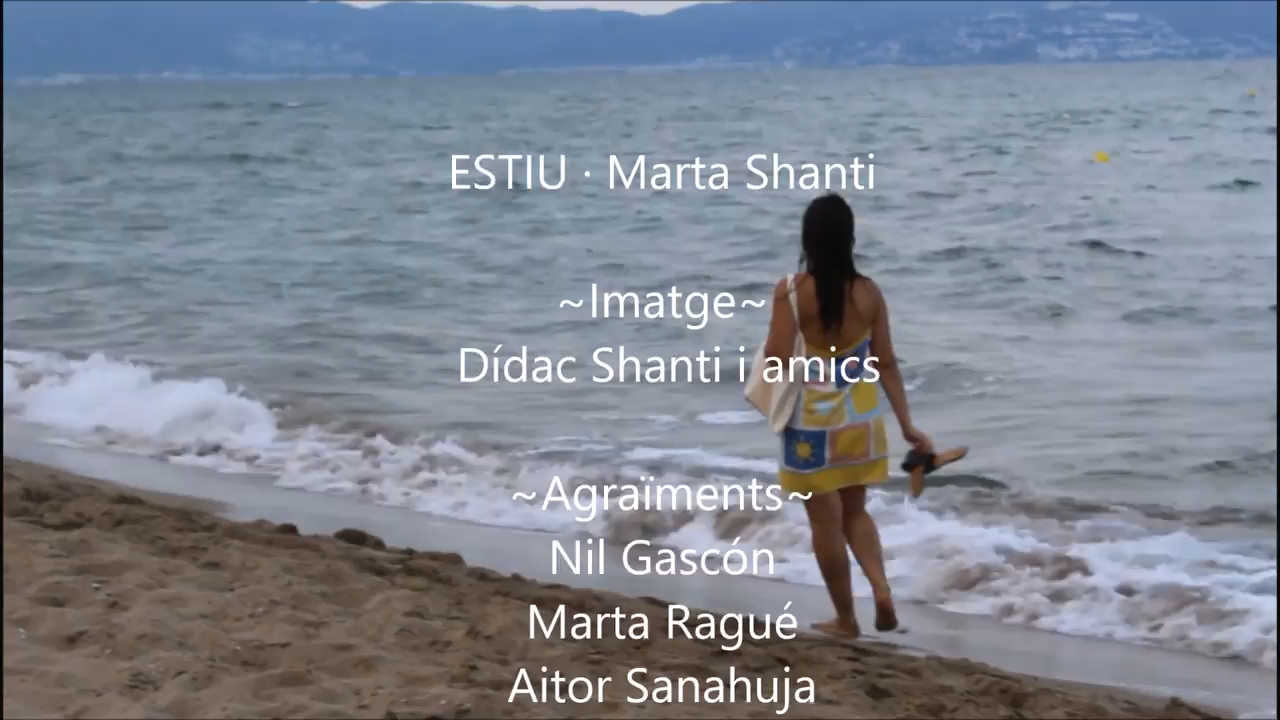 ESTIU · Marta Shanti
~Imatge~
Dídac Shanti i amics
~Agraïments~
Nil Gascón
Marta Ragué
Aitor Sanahuja